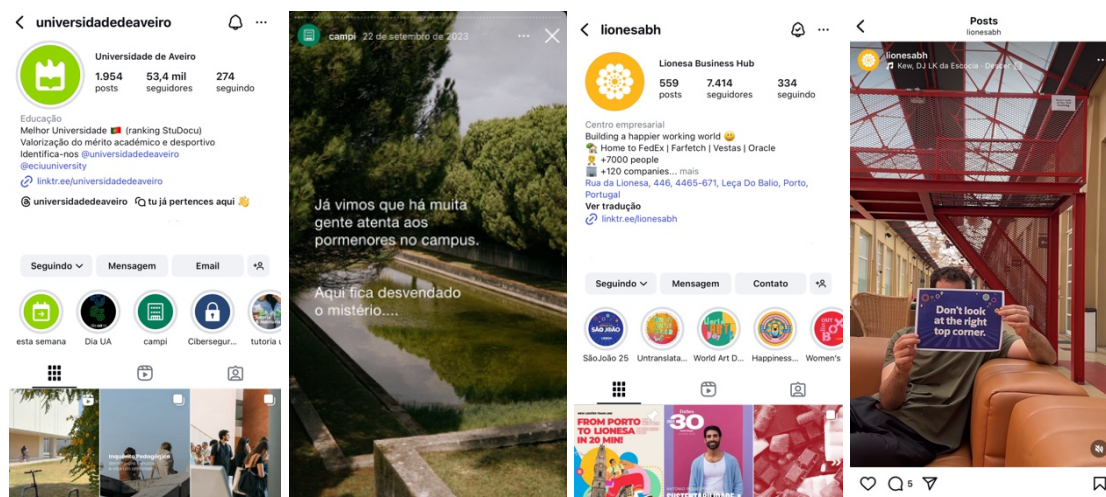 universidadedeaveiro
Universidade de Aveiro
1.954
53,4 mil
274
posts
seguidores
seguindo
Educação
Melhor Universidade 🇵🇹 (ranking StuDocu)
Valorização do mérito académico e desportivo
Identifica-nos @universidadedeaveiro
@eciuuniversity
linktr.ee/universidadedeaveiro
universidadedeaveiro
tu já pertences aqui 👋
Seguindo
Mensagem
Email
esta semana
Dia UA
campi
Cibersegur...
tutoria
Inquérito Pedagógico
campi 22 de setembro de 2023
Já vimos que há muita
gente atenta aos
pormenores no campus.
Aqui fica desvendado
o mistério....
lionesabh
Lionesa Business Hub
559
7.414
334
posts
seguidores
seguindo
Centro empresarial
Building a happier working world 😀
🏡 Home to FedEx | Farfetch | Vestas | Oracle
+7000 people
+120 companies... mais
Rua da Lionesa, 446, 4465-671, Leça Do Balio, Porto,
Portugal
Ver tradução
linktr.ee/lionesabh
Seguindo
Mensagem
Contato
SÃO JOÃO
SãoJoão 25
Untranslata...
World Art D...
Happiness...
Women's
FROM PORTO
TO LIONESA
IN 20 MIN!
Forbes
30
Posts
lionesabh
lionesabh
Kew, DJ LK da Escócia · Descer
Don't look
at the right
top corner.
5